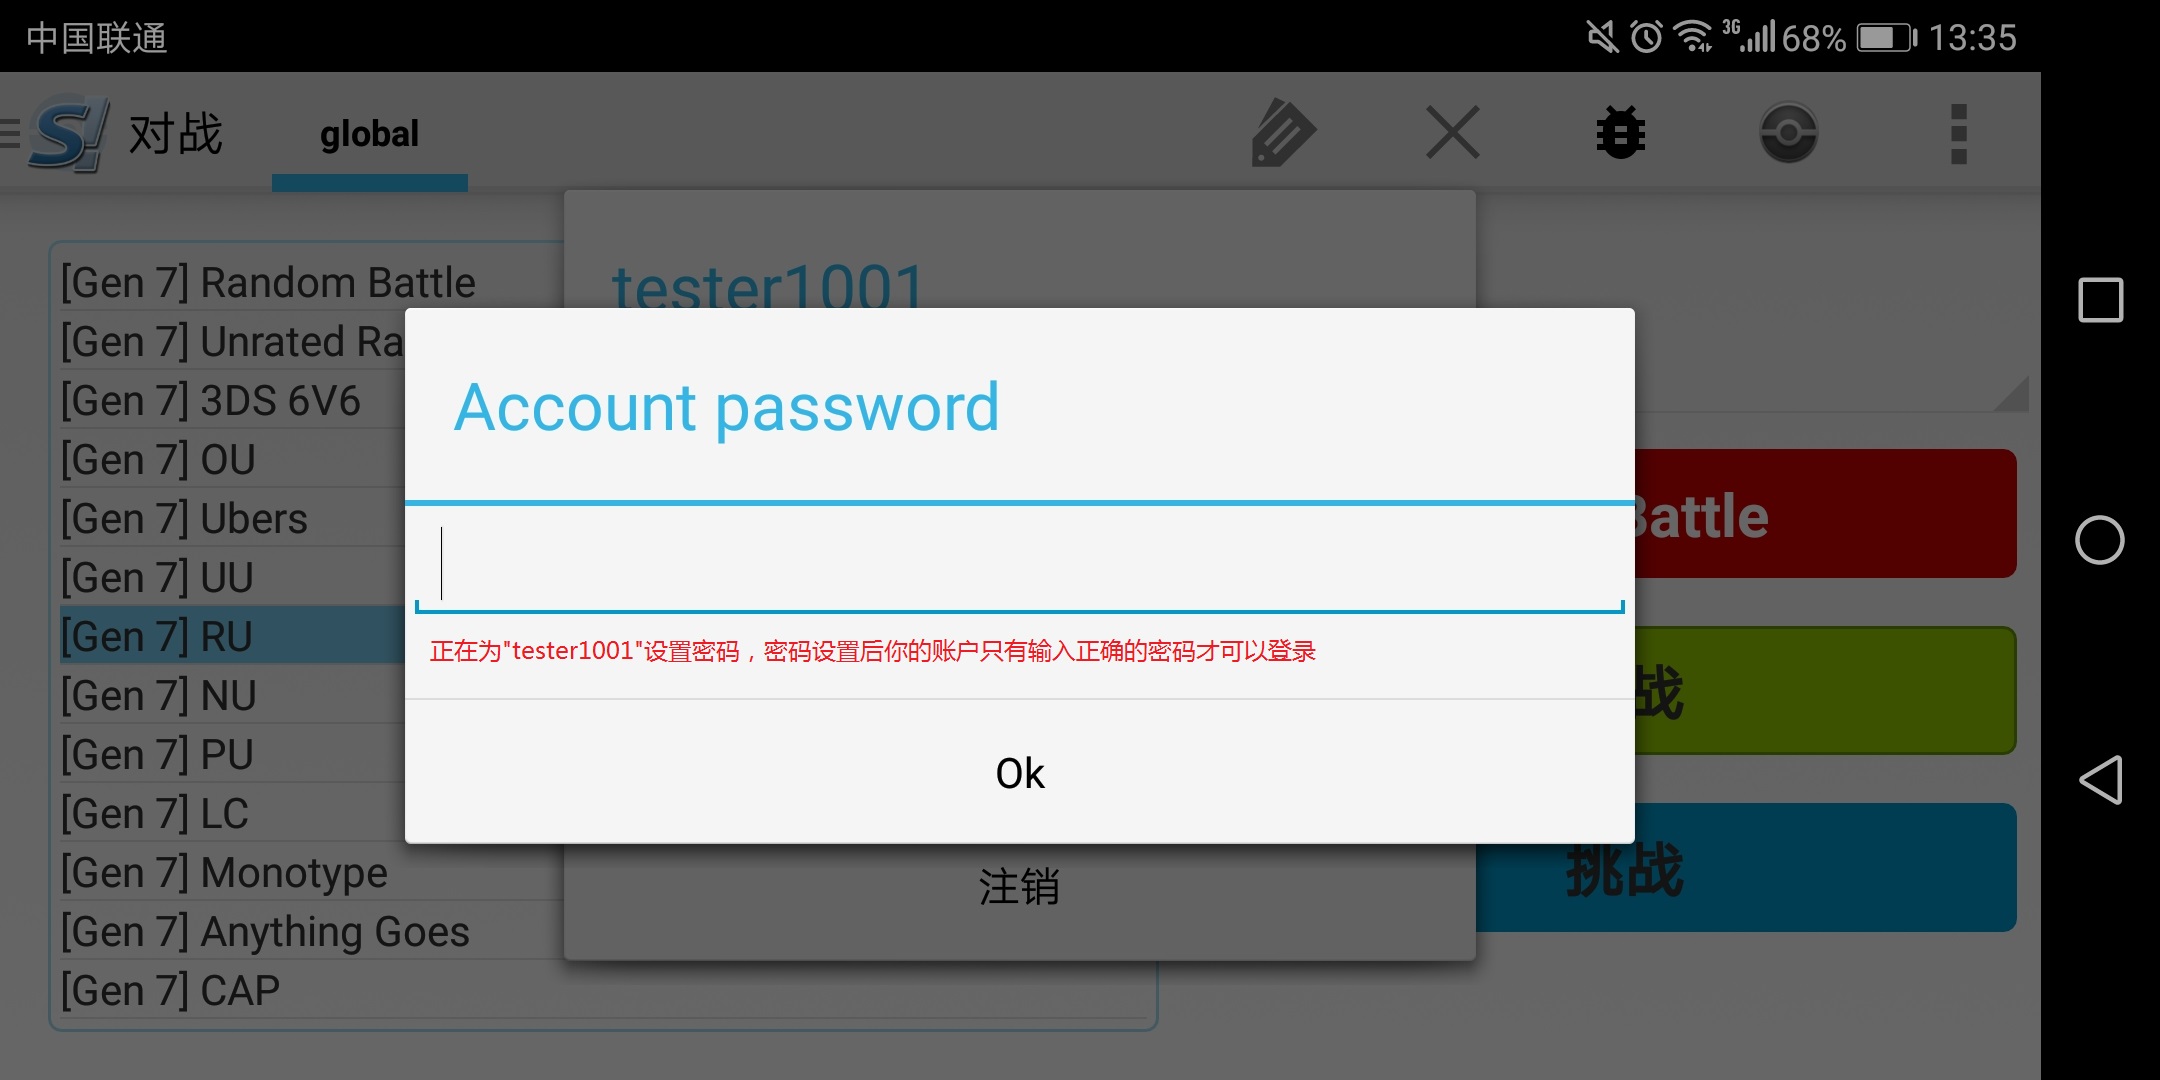 中国联通
3G 68% 13:35
S! 对战 global
[Gen 7] Random Battle
[Gen 7] Unrated Ra
[Gen 7] 3DS 6V6
[Gen 7] OU
[Gen 7] Ubers
[Gen 7] UU
[Gen 7] RU
[Gen 7] NU
[Gen 7] PU
[Gen 7] LC
[Gen 7] Monotype
[Gen 7] Anything Goes
[Gen 7] CAP
tester1001
Account password
正在为"tester1001"设置密码，密码设置后你的账户只有输入正确的密码才可以登录
Ok
注销
Battle
战
挑战